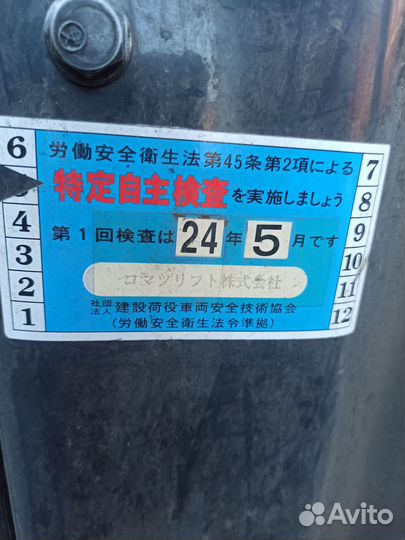 労働安全衛生法第45条第2項による
特定自主検査を実施しましょう
第1回検査は24年5月です
コマツリフト株式会社
社団法人 建設荷役車両安全技術協会
(労働安全衛生法令準拠)
6
4
3
2
1
7
8
9
10
11
12
Avito